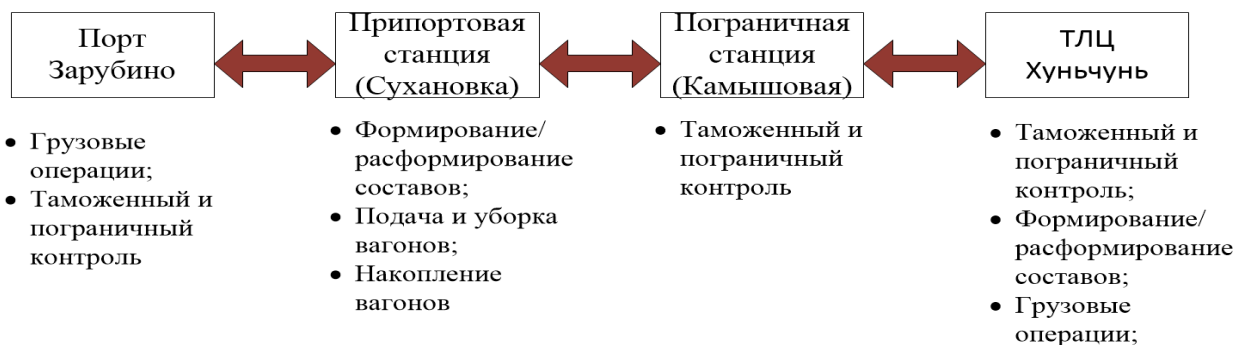 Порт
Зарубино
Припортовая
станция
(Сухановка)
Пограничная
станция
(Камышовая)
ТЛЦ
Хуньчунь
• Грузовые
операции;
• Таможенный и
пограничный
контроль
• Формирование/
расформирование
составов;
• Подача и уборка
вагонов;
• Накопление
вагонов
• Таможенный и
пограничный
контроль
• Таможенный и
пограничный
контроль;
• Формирование/
расформирование
составов;
• Грузовые
операции;